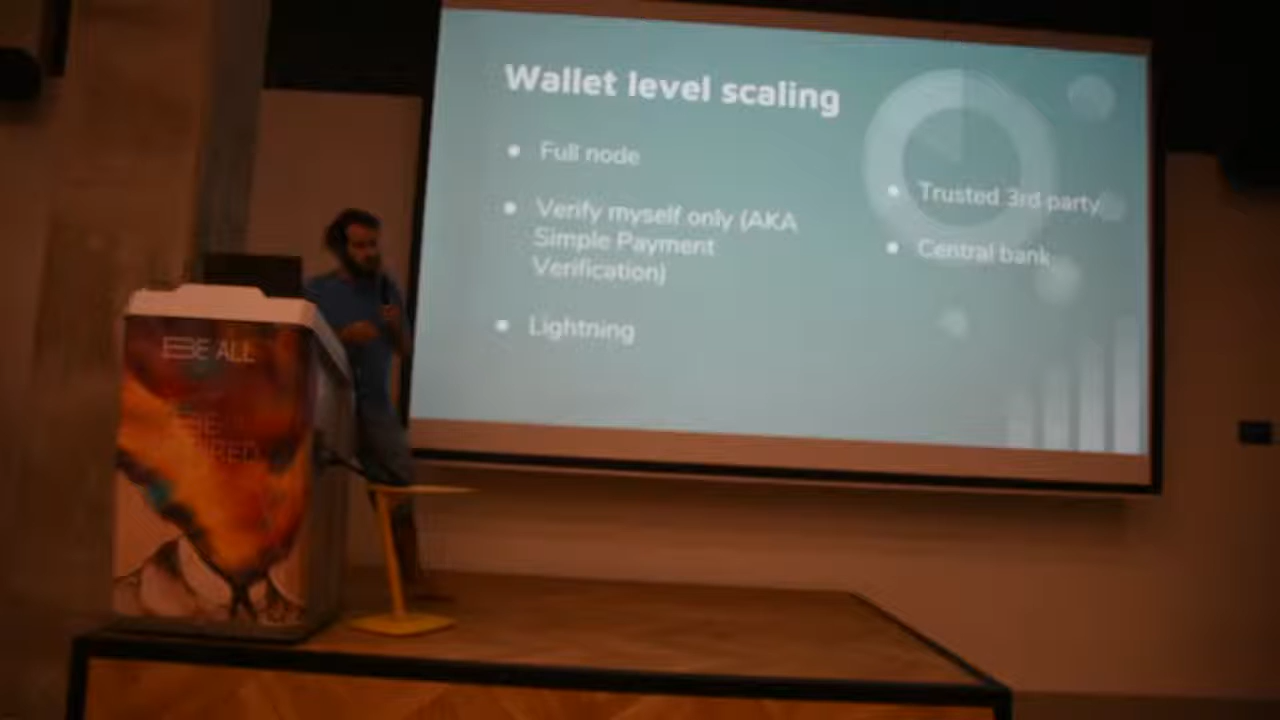 Wallet level scaling
Full node
Verify myself only (AKA
Simple Payment
Verification)
Lightning
Trusted 3rd party
Central bank
BE ALL
BE